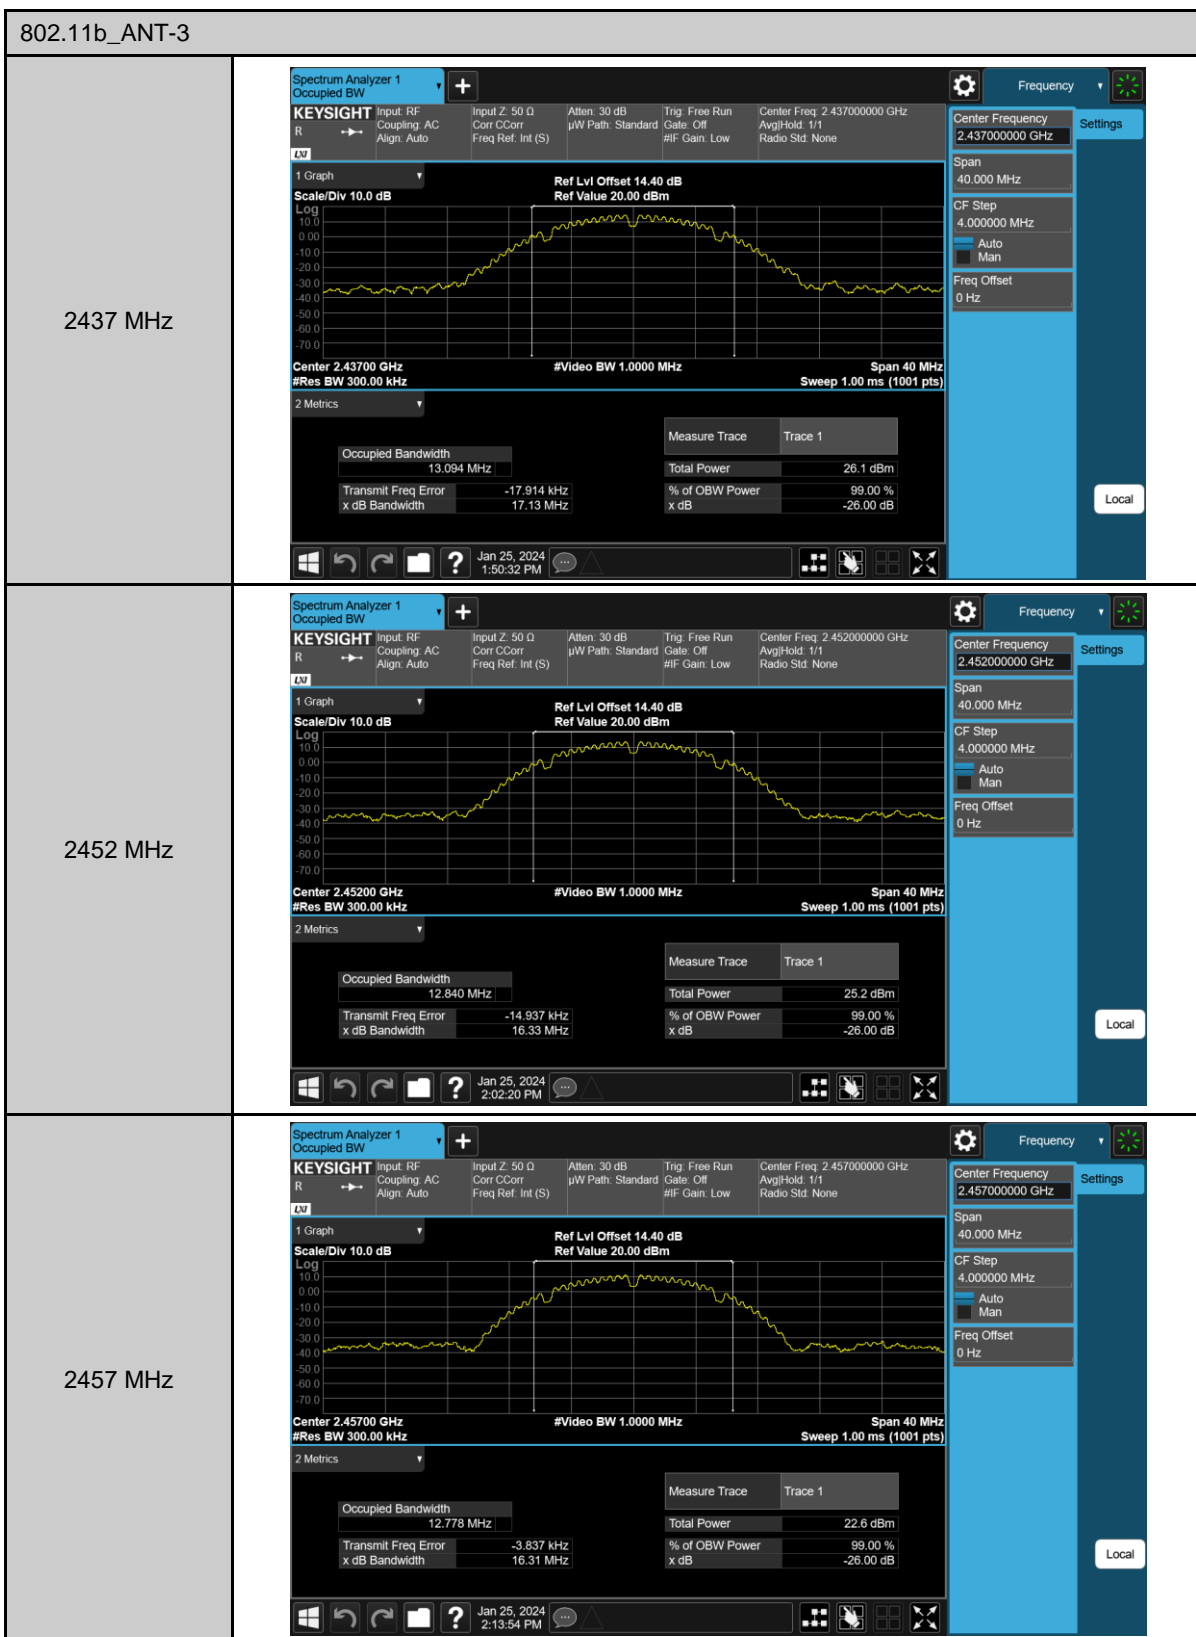 802.11b_ANT-3
2437 MHz
Spectrum Analyzer 1
Occupied BW
Frequency
KEYSIGHT
R
LXI
Input: RF
Coupling: AC
Align: Auto
Input Z: 50 Ω
Corr CCorr
Freq Ref: Int (S)
Atten: 30 dB
µW Path: Standard
Trig: Free Run
Gate: Off
#IF Gain: Low
Center Freq: 2.437000000 GHz
Avg|Hold: 1/1
Radio Std: None
Center Frequency
2.437000000 GHz
Settings
Span
40.000 MHz
CF Step
4.000000 MHz
Auto
Man
Freq Offset
0 Hz
Local
1 Graph
Scale/Div 10.0 dB
Ref Lvl Offset 14.40 dB
Ref Value 20.00 dBm
Log
10.0
0.00
-10.0
-20.0
-30.0
-40.0
-50.0
-60.0
-70.0
Center 2.43700 GHz
#Video BW 1.0000 MHz
Span 40 MHz
#Res BW 300.00 kHz
Sweep 1.00 ms (1001 pts)
2 Metrics
Measure Trace Trace 1
Occupied Bandwidth
13.094 MHz
Total Power 26.1 dBm
Transmit Freq Error -17.914 kHz
% of OBW Power 99.00 %
x dB Bandwidth 17.13 MHz
x dB -26.00 dB
?
Jan 25, 2024
1:50:32 PM
2452 MHz
Spectrum Analyzer 1
Occupied BW
Frequency
KEYSIGHT
R
LXI
Input: RF
Coupling: AC
Align: Auto
Input Z: 50 Ω
Corr CCorr
Freq Ref: Int (S)
Atten: 30 dB
µW Path: Standard
Trig: Free Run
Gate: Off
#IF Gain: Low
Center Freq: 2.452000000 GHz
Avg|Hold: 1/1
Radio Std: None
Center Frequency
2.452000000 GHz
Settings
Span
40.000 MHz
CF Step
4.000000 MHz
Auto
Man
Freq Offset
0 Hz
Local
1 Graph
Scale/Div 10.0 dB
Ref Lvl Offset 14.40 dB
Ref Value 20.00 dBm
Log
10.0
0.00
-10.0
-20.0
-30.0
-40.0
-50.0
-60.0
-70.0
Center 2.45200 GHz
#Video BW 1.0000 MHz
Span 40 MHz
#Res BW 300.00 kHz
Sweep 1.00 ms (1001 pts)
2 Metrics
Measure Trace Trace 1
Occupied Bandwidth
12.840 MHz
Total Power 25.2 dBm
Transmit Freq Error -14.937 kHz
% of OBW Power 99.00 %
x dB Bandwidth 16.33 MHz
x dB -26.00 dB
?
Jan 25, 2024
2:02:20 PM
2457 MHz
Spectrum Analyzer 1
Occupied BW
Frequency
KEYSIGHT
R
LXI
Input: RF
Coupling: AC
Align: Auto
Input Z: 50 Ω
Corr CCorr
Freq Ref: Int (S)
Atten: 30 dB
µW Path: Standard
Trig: Free Run
Gate: Off
#IF Gain: Low
Center Freq: 2.457000000 GHz
Avg|Hold: 1/1
Radio Std: None
Center Frequency
2.457000000 GHz
Settings
Span
40.000 MHz
CF Step
4.000000 MHz
Auto
Man
Freq Offset
0 Hz
Local
1 Graph
Scale/Div 10.0 dB
Ref Lvl Offset 14.40 dB
Ref Value 20.00 dBm
Log
10.0
0.00
-10.0
-20.0
-30.0
-40.0
-50.0
-60.0
-70.0
Center 2.45700 GHz
#Video BW 1.0000 MHz
Span 40 MHz
#Res BW 300.00 kHz
Sweep 1.00 ms (1001 pts)
2 Metrics
Measure Trace Trace 1
Occupied Bandwidth
12.778 MHz
Total Power 22.6 dBm
Transmit Freq Error -3.837 kHz
% of OBW Power 99.00 %
x dB Bandwidth 16.31 MHz
x dB -26.00 dB
?
Jan 25, 2024
2:13:54 PM